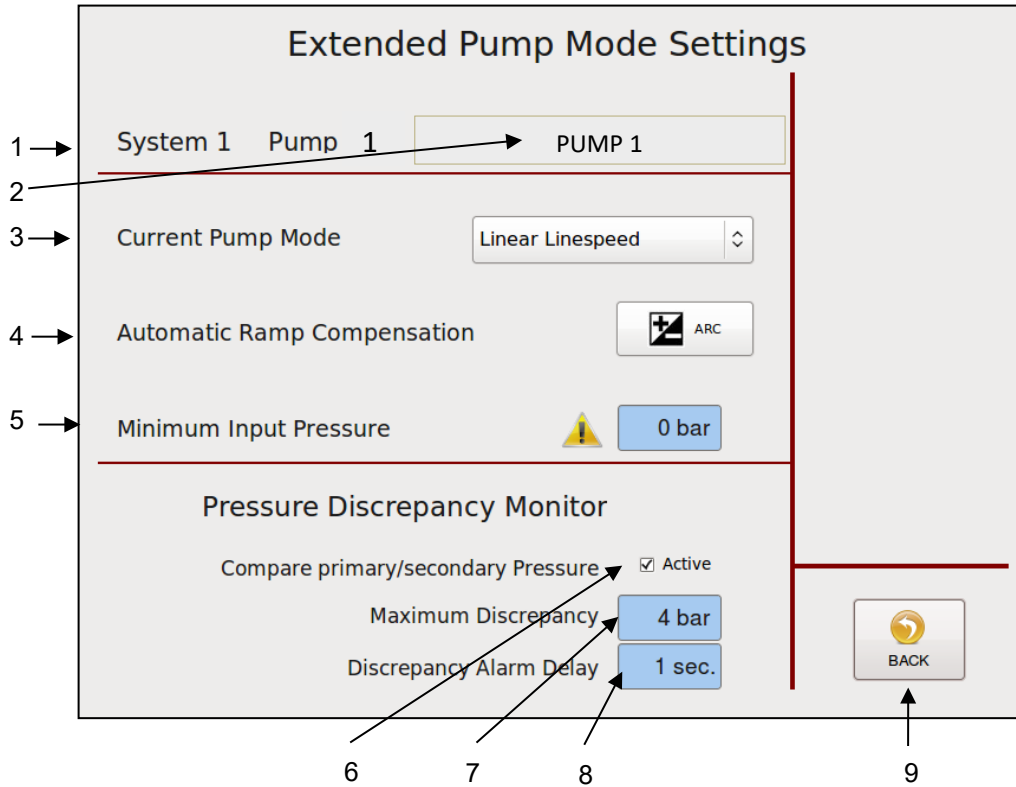 Extended Pump Mode Settings
1 System 1 Pump 1 PUMP 1
2
3 Current Pump Mode Linear Linespeed
4 Automatic Ramp Compensation ARC
5 Minimum Input Pressure 0 bar
Pressure Discrepancy Monitor
Compare primary/secondary Pressure Active
Maximum Discrepancy 4 bar
Discrepancy Alarm Delay 1 sec.
BACK
6 7 8 9